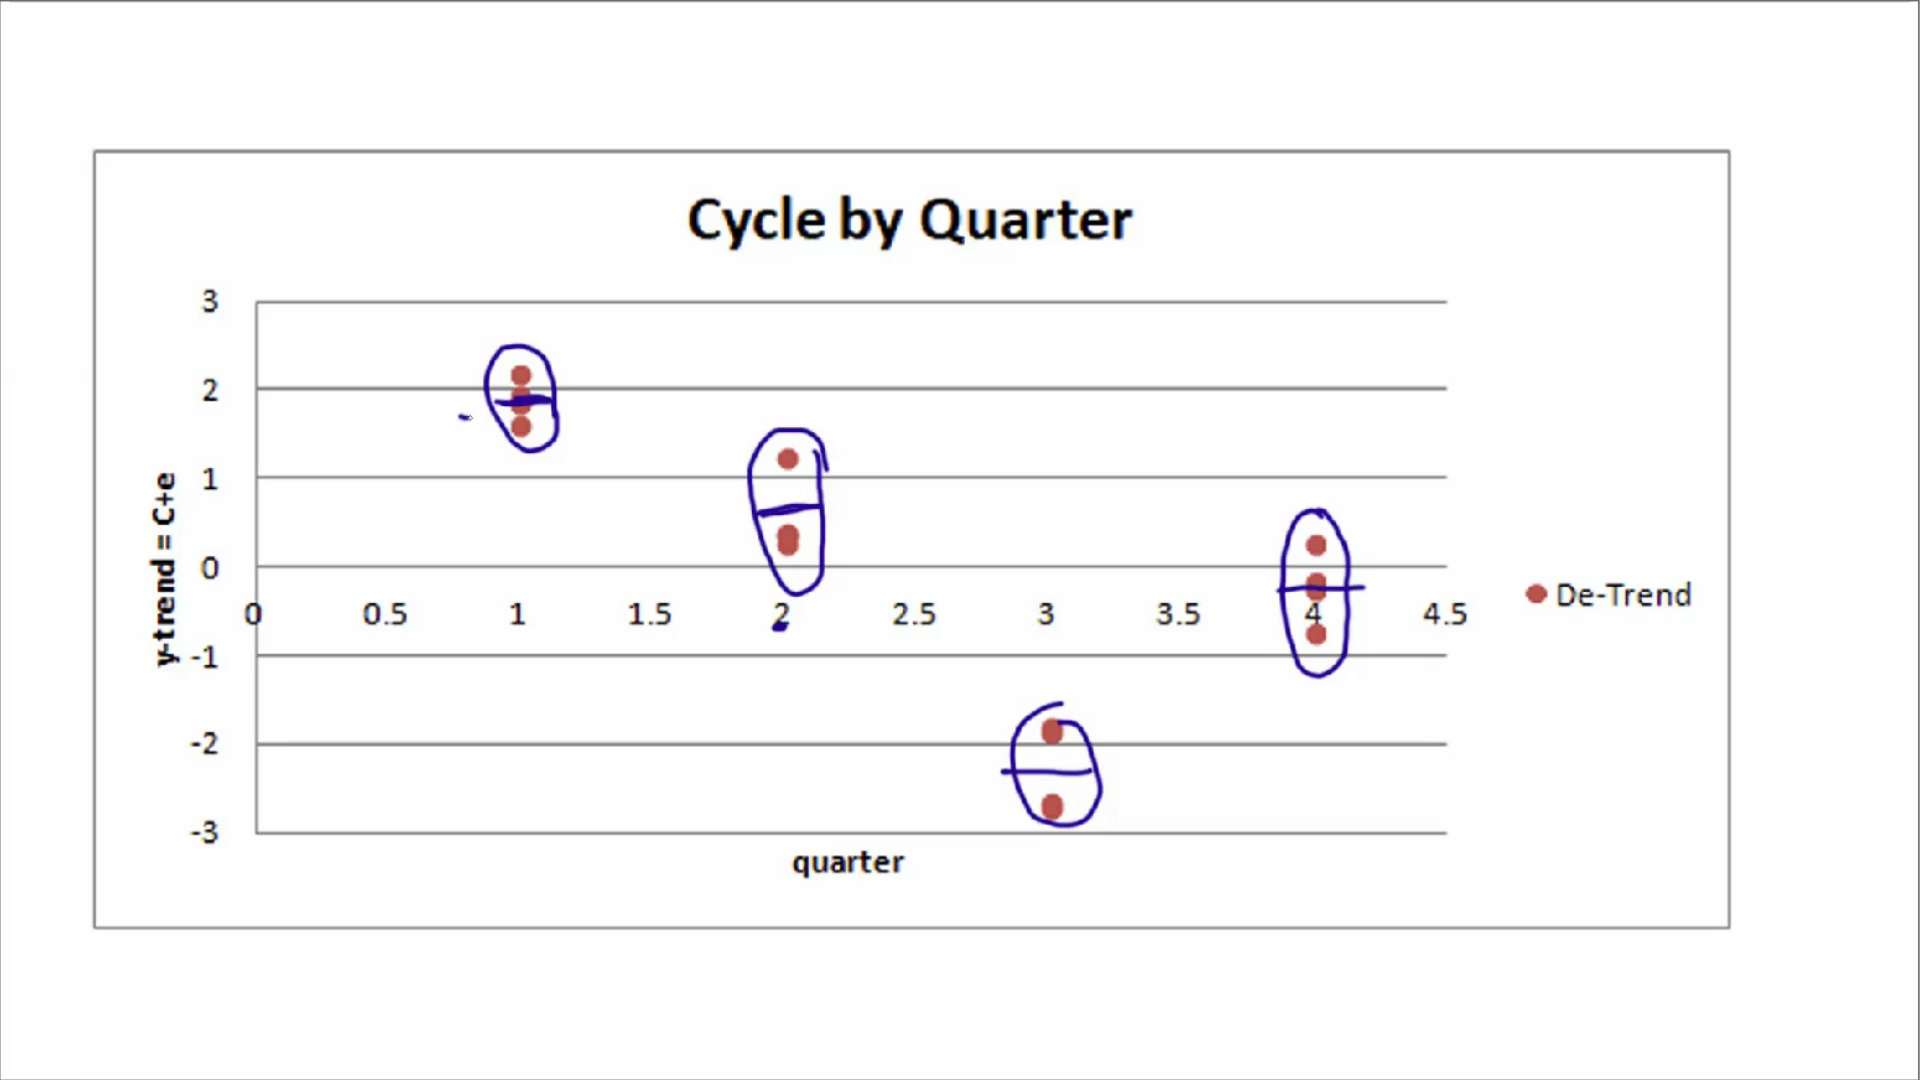 Cycle by Quarter
3
2
1
0
-1
-2
-3
y-trend = C+e
0 0.5 1 1.5 2 2.5 3 3.5 4 4.5
quarter
De-Trend